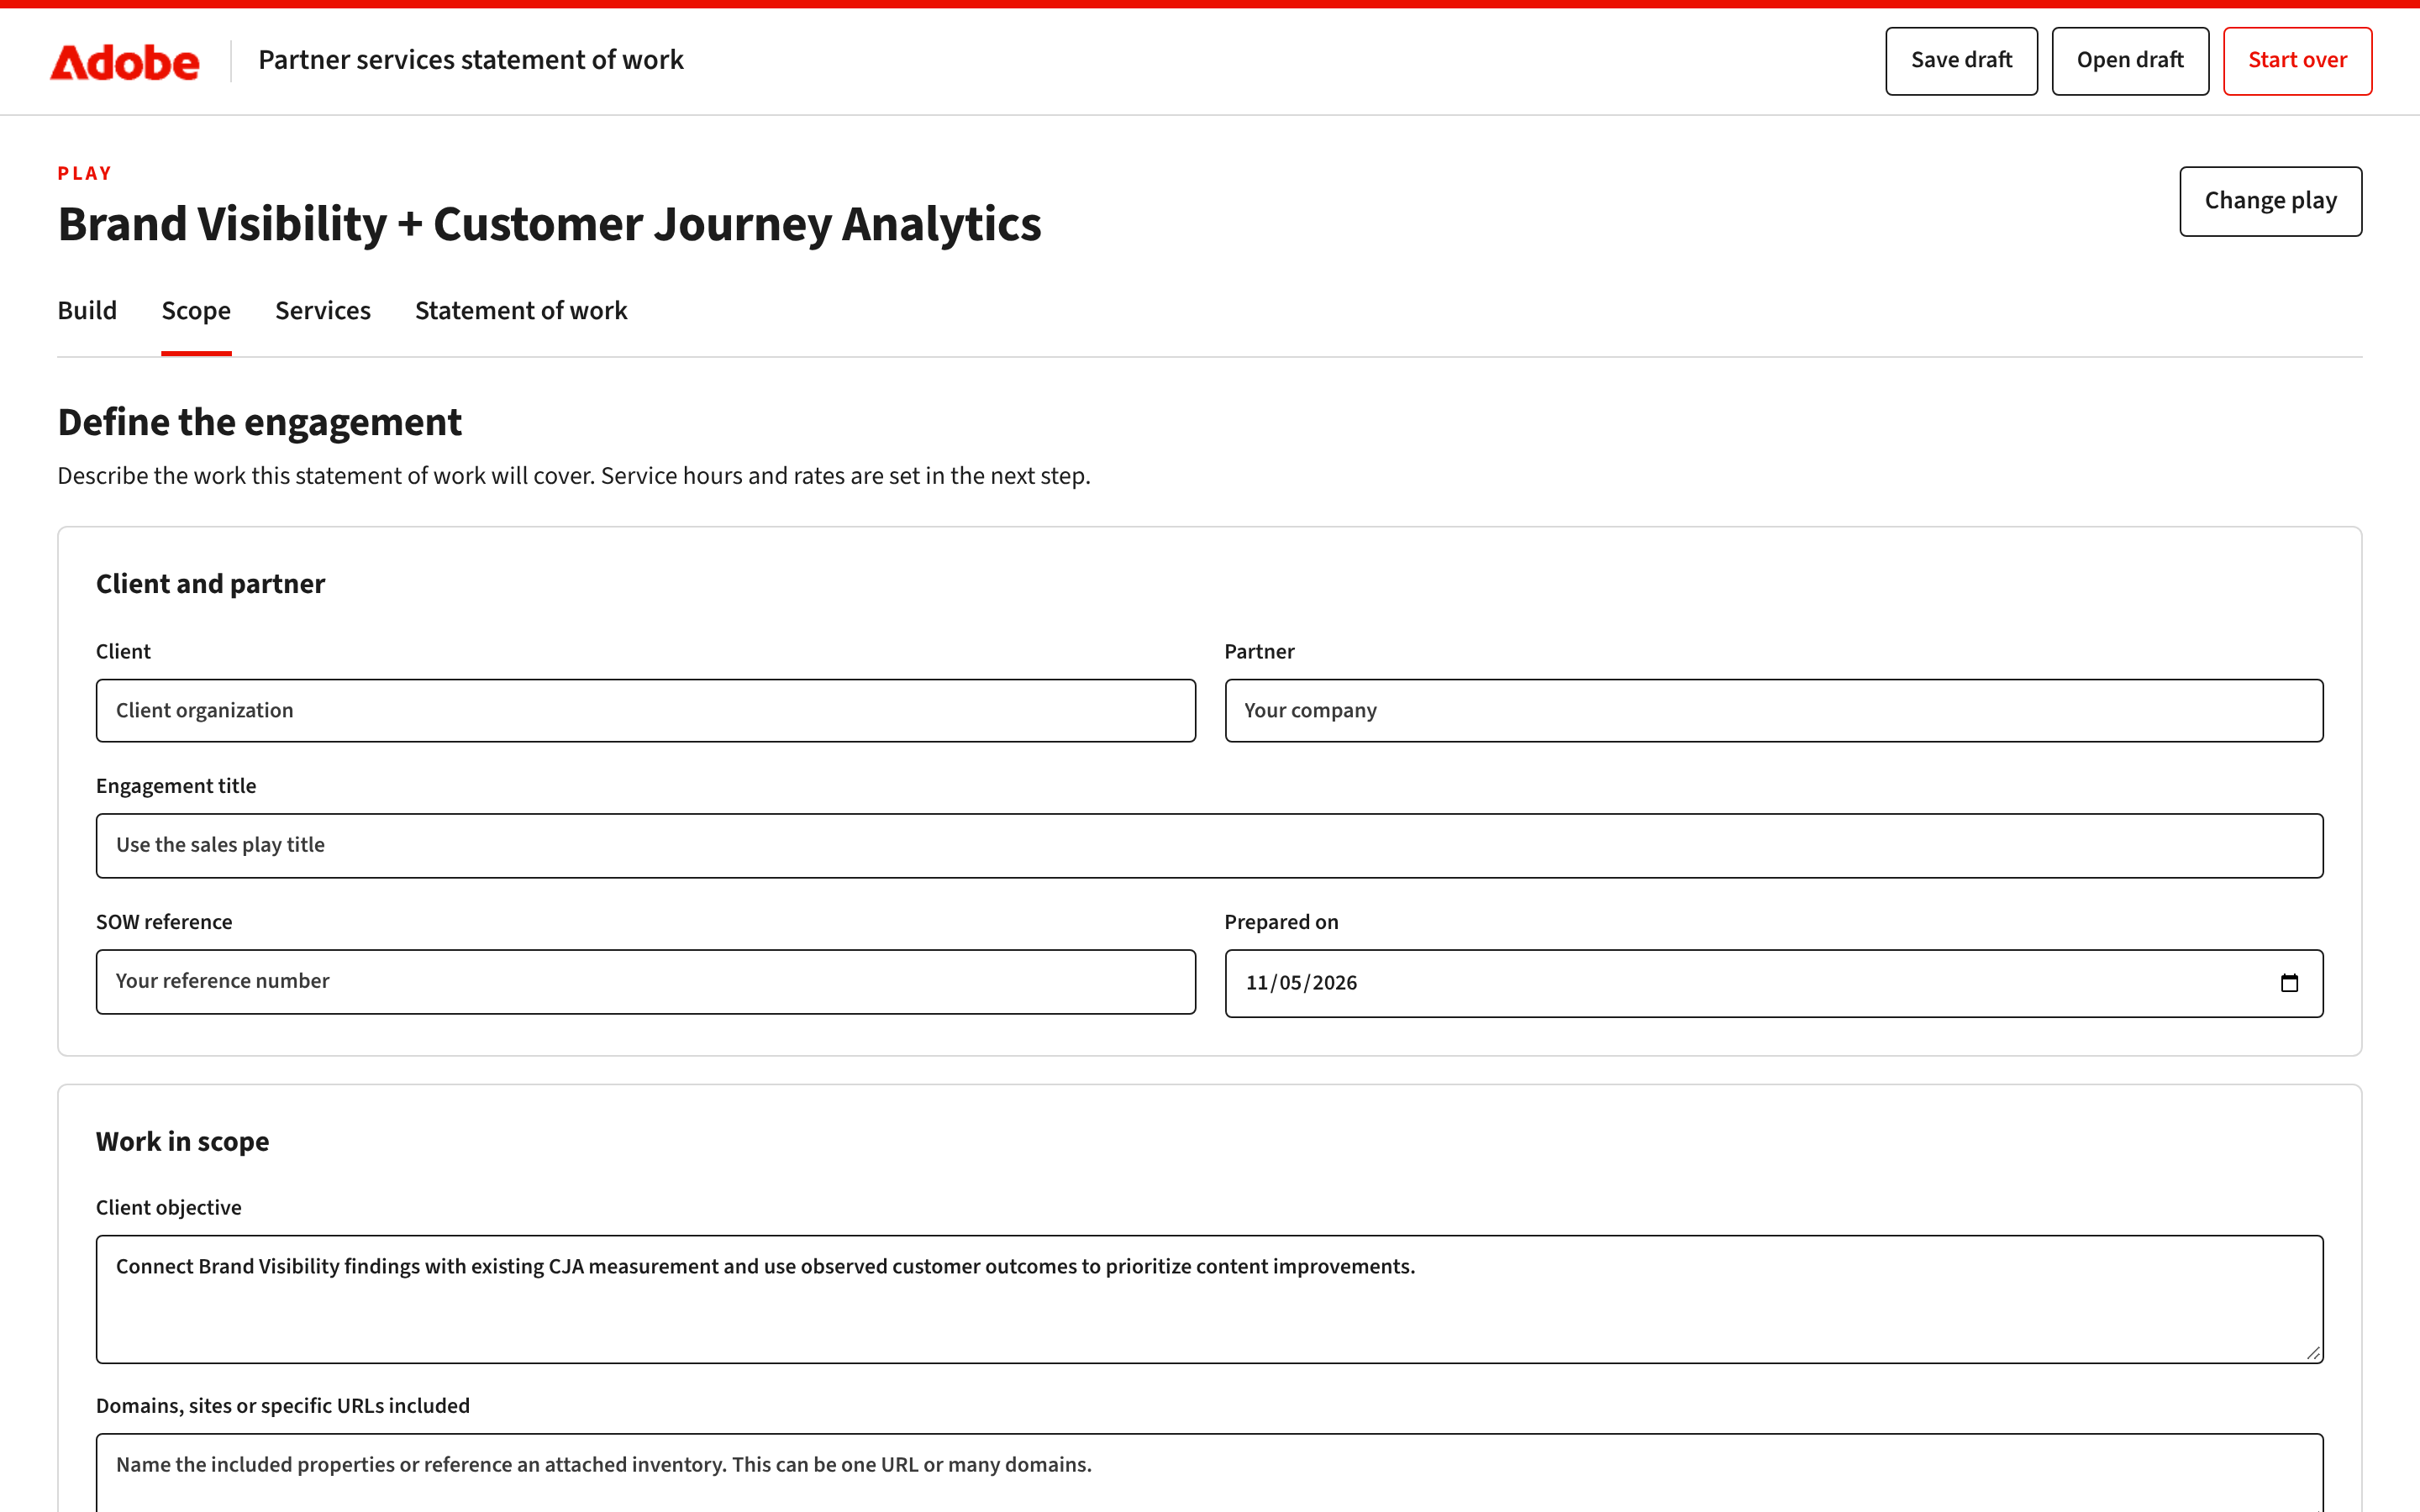 Adobe
Partner services statement of work
Save draft
Open draft
Start over
PLAY
Brand Visibility + Customer Journey Analytics
Change play
Build
Scope
Services
Statement of work
Define the engagement
Describe the work this statement of work will cover. Service hours and rates are set in the next step.
Client and partner
Client
Partner
Client organization
Your company
Engagement title
Use the sales play title
SOW reference
Prepared on
Your reference number
11/05/2026
Work in scope
Client objective
Connect Brand Visibility findings with existing CJA measurement and use observed customer outcomes to prioritize content improvements.
Domains, sites or specific URLs included
Name the included properties or reference an attached inventory. This can be one URL or many domains.